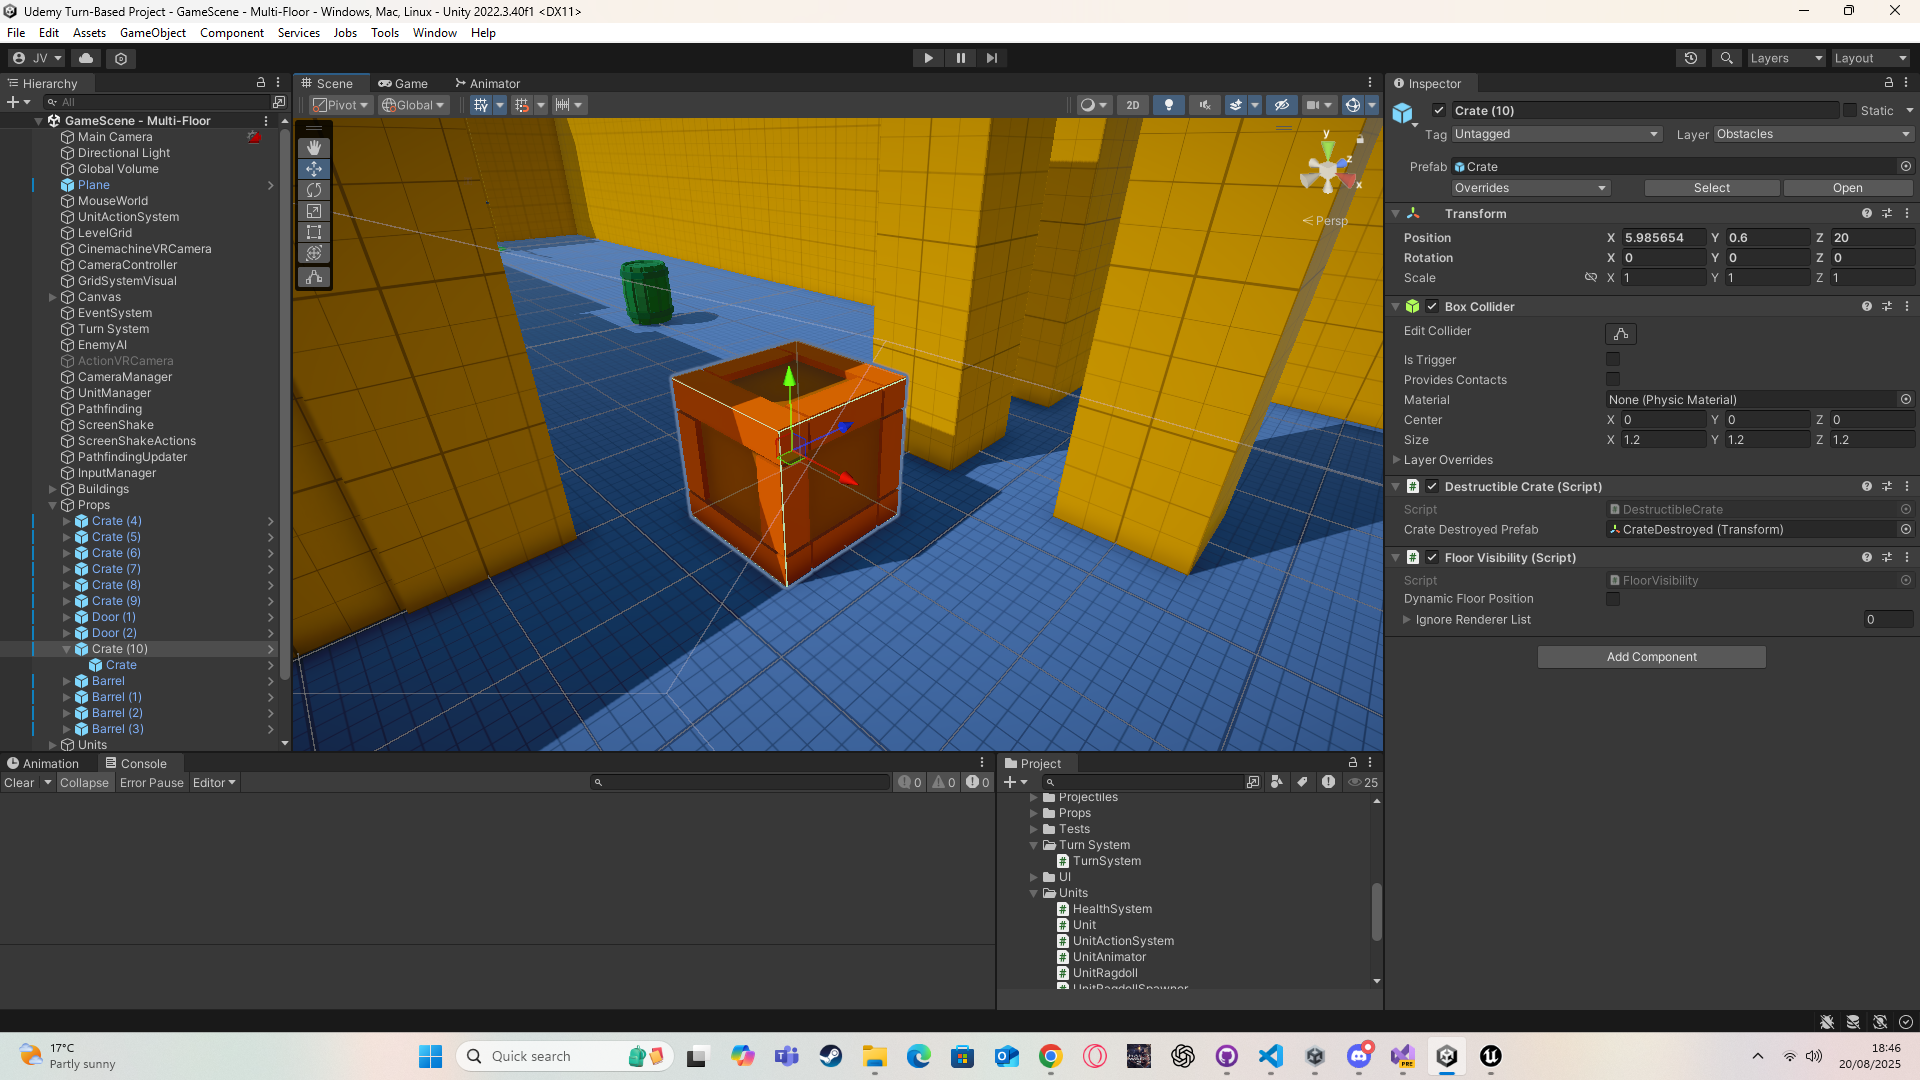 Udemy Turn-Based Project - GameScene - Multi-Floor - Windows, Mac, Linux - Unity 2022.3.40f1 <DX11>
File Edit Assets GameObject Component Services Jobs Tools Window Help
JV Layers Layout
Hierarchy
All
GameScene - Multi-Floor
Main Camera
Directional Light
Global Volume
Plane
MouseWorld
UnitActionSystem
LevelGrid
CinemachineVRCamera
CameraController
GridSystemVisual
Canvas
EventSystem
Turn System
EnemyAI
ActionVRCamera
CameraManager
UnitManager
Pathfinding
ScreenShake
ScreenShakeActions
PathfindingUpdater
InputManager
Buildings
Props
Crate (4)
Crate (5)
Crate (6)
Crate (7)
Crate (8)
Crate (9)
Door (1)
Door (2)
Crate (10)
Crate
Barrel
Barrel (1)
Barrel (2)
Barrel (3)
Units
Scene Game Animator
Pivot Global 2D
y
z
x
Persp
Inspector
Crate (10) Static
Tag Untagged Layer Obstacles
Prefab Crate
Overrides Select Open
Transform
Position X 5.985654 Y 0.6 Z 20
Rotation X 0 Y 0 Z 0
Scale X 1 Y 1 Z 1
Box Collider
Edit Collider
Is Trigger
Provides Contacts
Material None (Physic Material)
Center X 0 Y 0 Z 0
Size X 1.2 Y 1.2 Z 1.2
Layer Overrides
Destructible Crate (Script)
Script DestructibleCrate
Crate Destroyed Prefab CrateDestroyed (Transform)
Floor Visibility (Script)
Script FloorVisibility
Dynamic Floor Position
Ignore Renderer List 0
Add Component
Animation Console
Clear Collapse Error Pause Editor 0 0 0
Project
25
Projectiles
Props
Tests
Turn System
TurnSystem
UI
Units
HealthSystem
Unit
UnitActionSystem
UnitAnimator
UnitRagdoll
UnitRagdollSpawner
17°C
Partly sunny
Quick search
PRE
18:46
20/08/2025